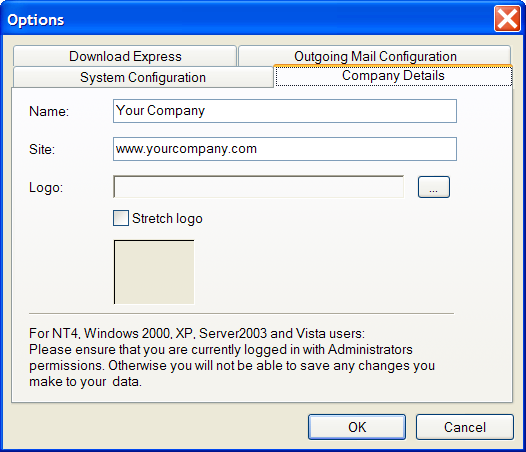 Options
Download Express
Outgoing Mail Configuration
System Configuration
Company Details
Name:
Your Company
Site:
www.yourcompany.com
Logo:
...
Stretch logo
For NT4, Windows 2000, XP, Server2003 and Vista users:
Please ensure that you are currently logged in with Administrators
permissions. Otherwise you will not be able to save any changes you
make to your data.
OK
Cancel